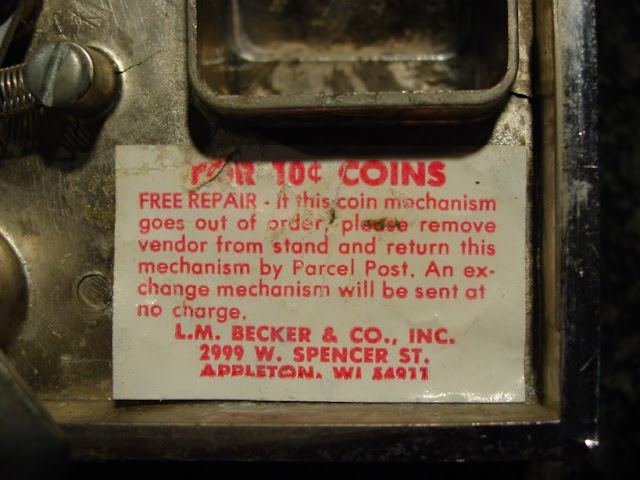 FOR 10¢ COINS
FREE REPAIR - If this coin mechanism
goes out of order, please remove
vendor from stand and return this
mechanism by Parcel Post. An ex-
change mechanism will be sent at
no charge.
L.M. BECKER & CO., INC.
2999 W. SPENCER ST.
APPLETON, WI 54911